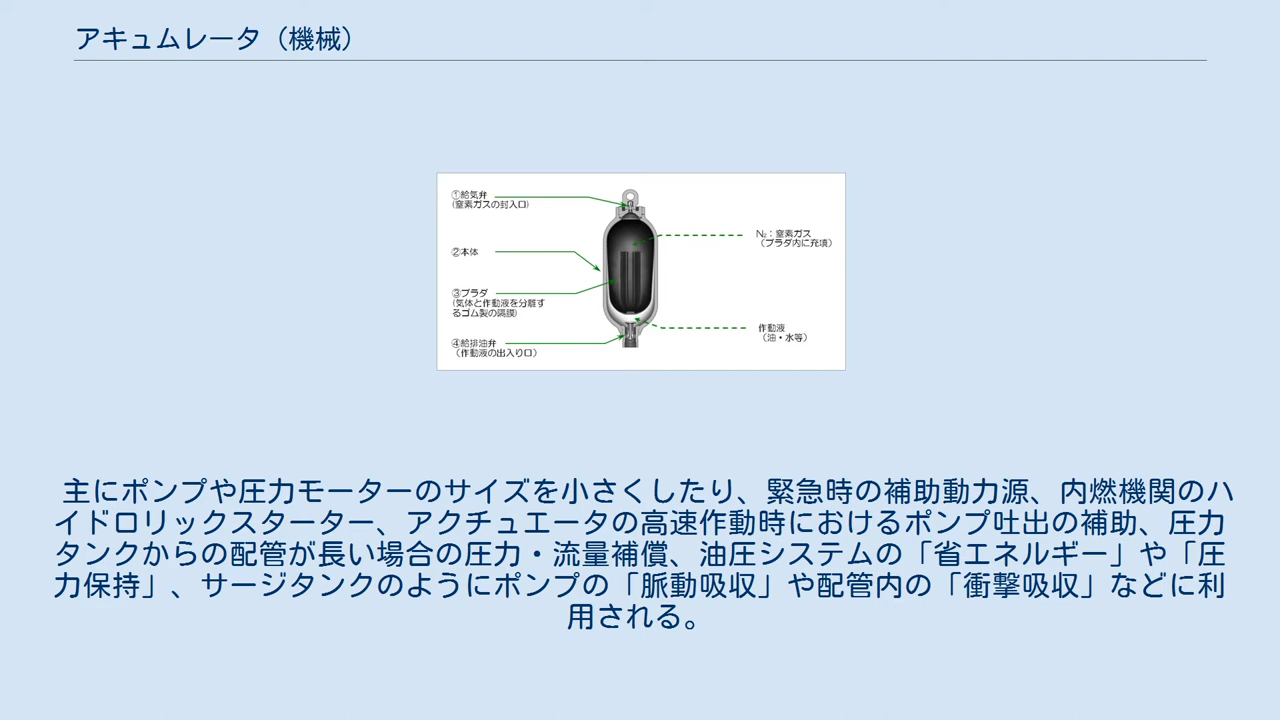 アキュムレータ（機械）
①給気弁
(窒素ガスの封入口)
②本体
③ブラダ
(気体と作動液を分離す
るゴム製の隔膜)
④給排油弁
（作動液の出入り口）
N₂：窒素ガス
（ブラダ内に充填）
作動液
（油・水等）
主にポンプや圧力モーターのサイズを小さくしたり、緊急時の補助動力源、内燃機関のハ
イドロリックスターター、アクチュエータの高速作動時におけるポンプ吐出の補助、圧力
タンクからの配管が長い場合の圧力・流量補償、油圧システムの「省エネルギー」や「圧
力保持」、サージタンクのようにポンプの「脈動吸収」や配管内の「衝撃吸収」などに利
用される。